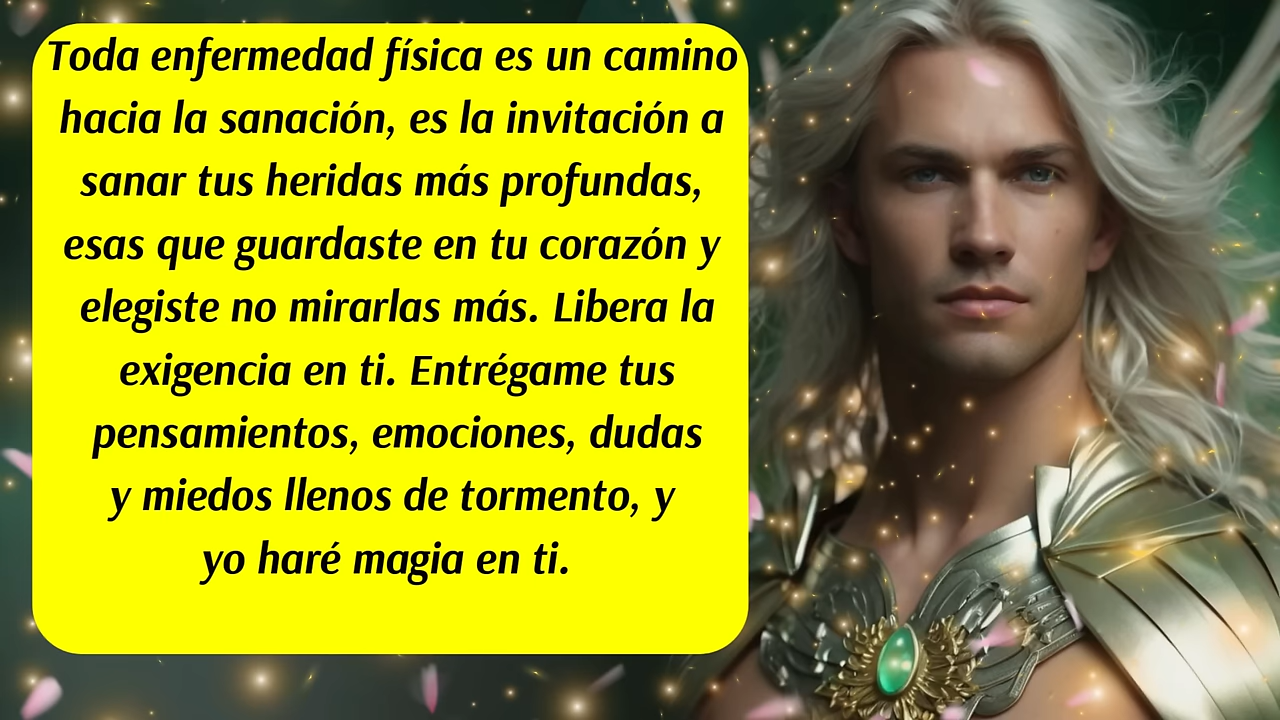 Toda enfermedad física es un camino
hacia la sanación, es la invitación a
sanar tus heridas más profundas,
esas que guardaste en tu corazón y
elegiste no mirarlas más. Libera la
exigencia en ti. Entrégame tus
pensamientos, emociones, dudas
y miedos llenos de tormento, y
yo haré magia en ti.